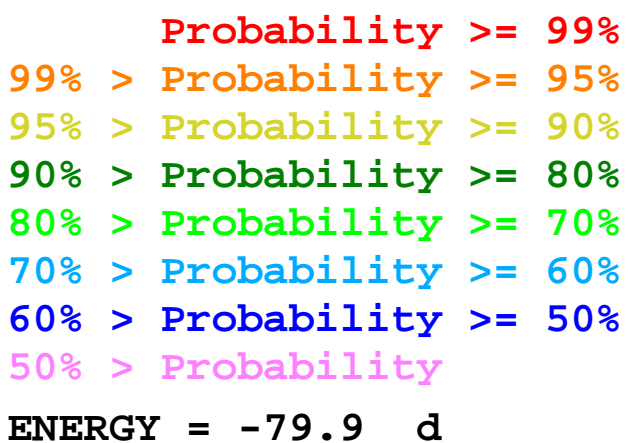 Probability >= 99%
99% > Probability >= 95%
95% > Probability >= 90%
90% > Probability >= 80%
80% > Probability >= 70%
70% > Probability >= 60%
60% > Probability >= 50%
50% > Probability
ENERGY = -79.9  d